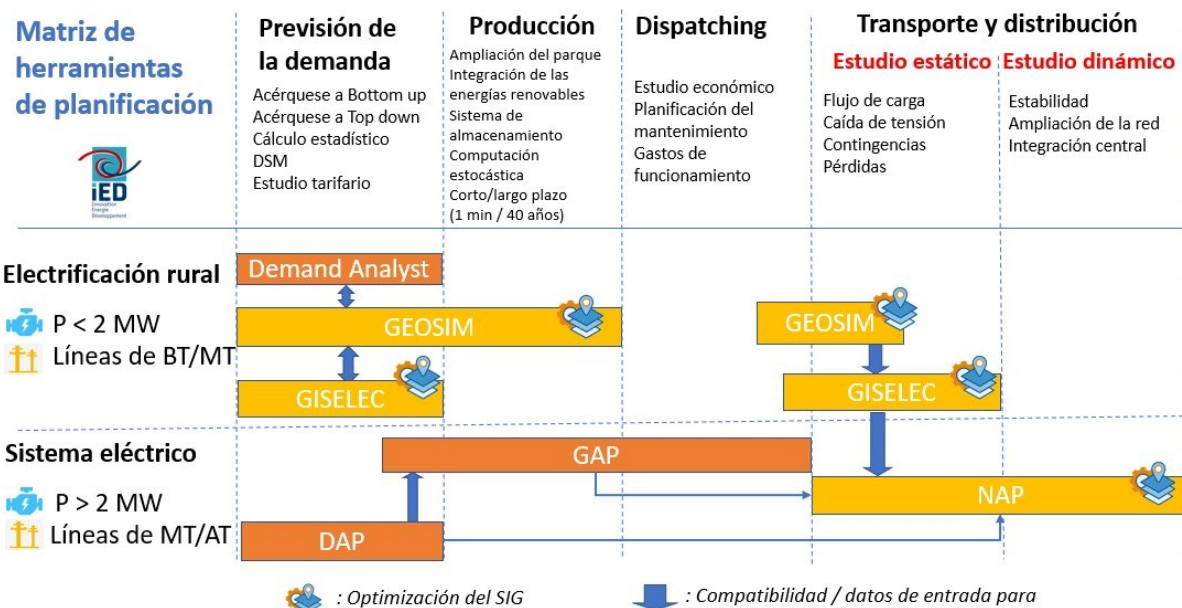 Matriz de
herramientas
de planificación
iED
Innovation
Energie
Développement
Previsión de
la demanda
Acérquese a Bottom up
Acérquese a Top down
Cálculo estadístico
DSM
Estudio tarifario
Producción
Ampliación del parque
Integración de las
energías renovables
Sistema de
almacenamiento
Computación
estocástica
Corto/largo plazo
(1 min / 40 años)
Dispatching
Estudio económico
Planificación del
mantenimiento
Gastos de
funcionamiento
Transporte y distribución
Estudio estático
Flujo de carga
Caída de tensión
Contingencias
Pérdidas
Estudio dinámico
Estabilidad
Ampliación de la red
Integración central
Electrificación rural
P < 2 MW
Líneas de BT/MT
Demand Analyst
GEOSIM
GISELEC
GEOSIM
GISELEC
Sistema eléctrico
P > 2 MW
Líneas de MT/AT
GAP
NAP
DAP
: Optimización del SIG
: Compatibilidad / datos de entrada para